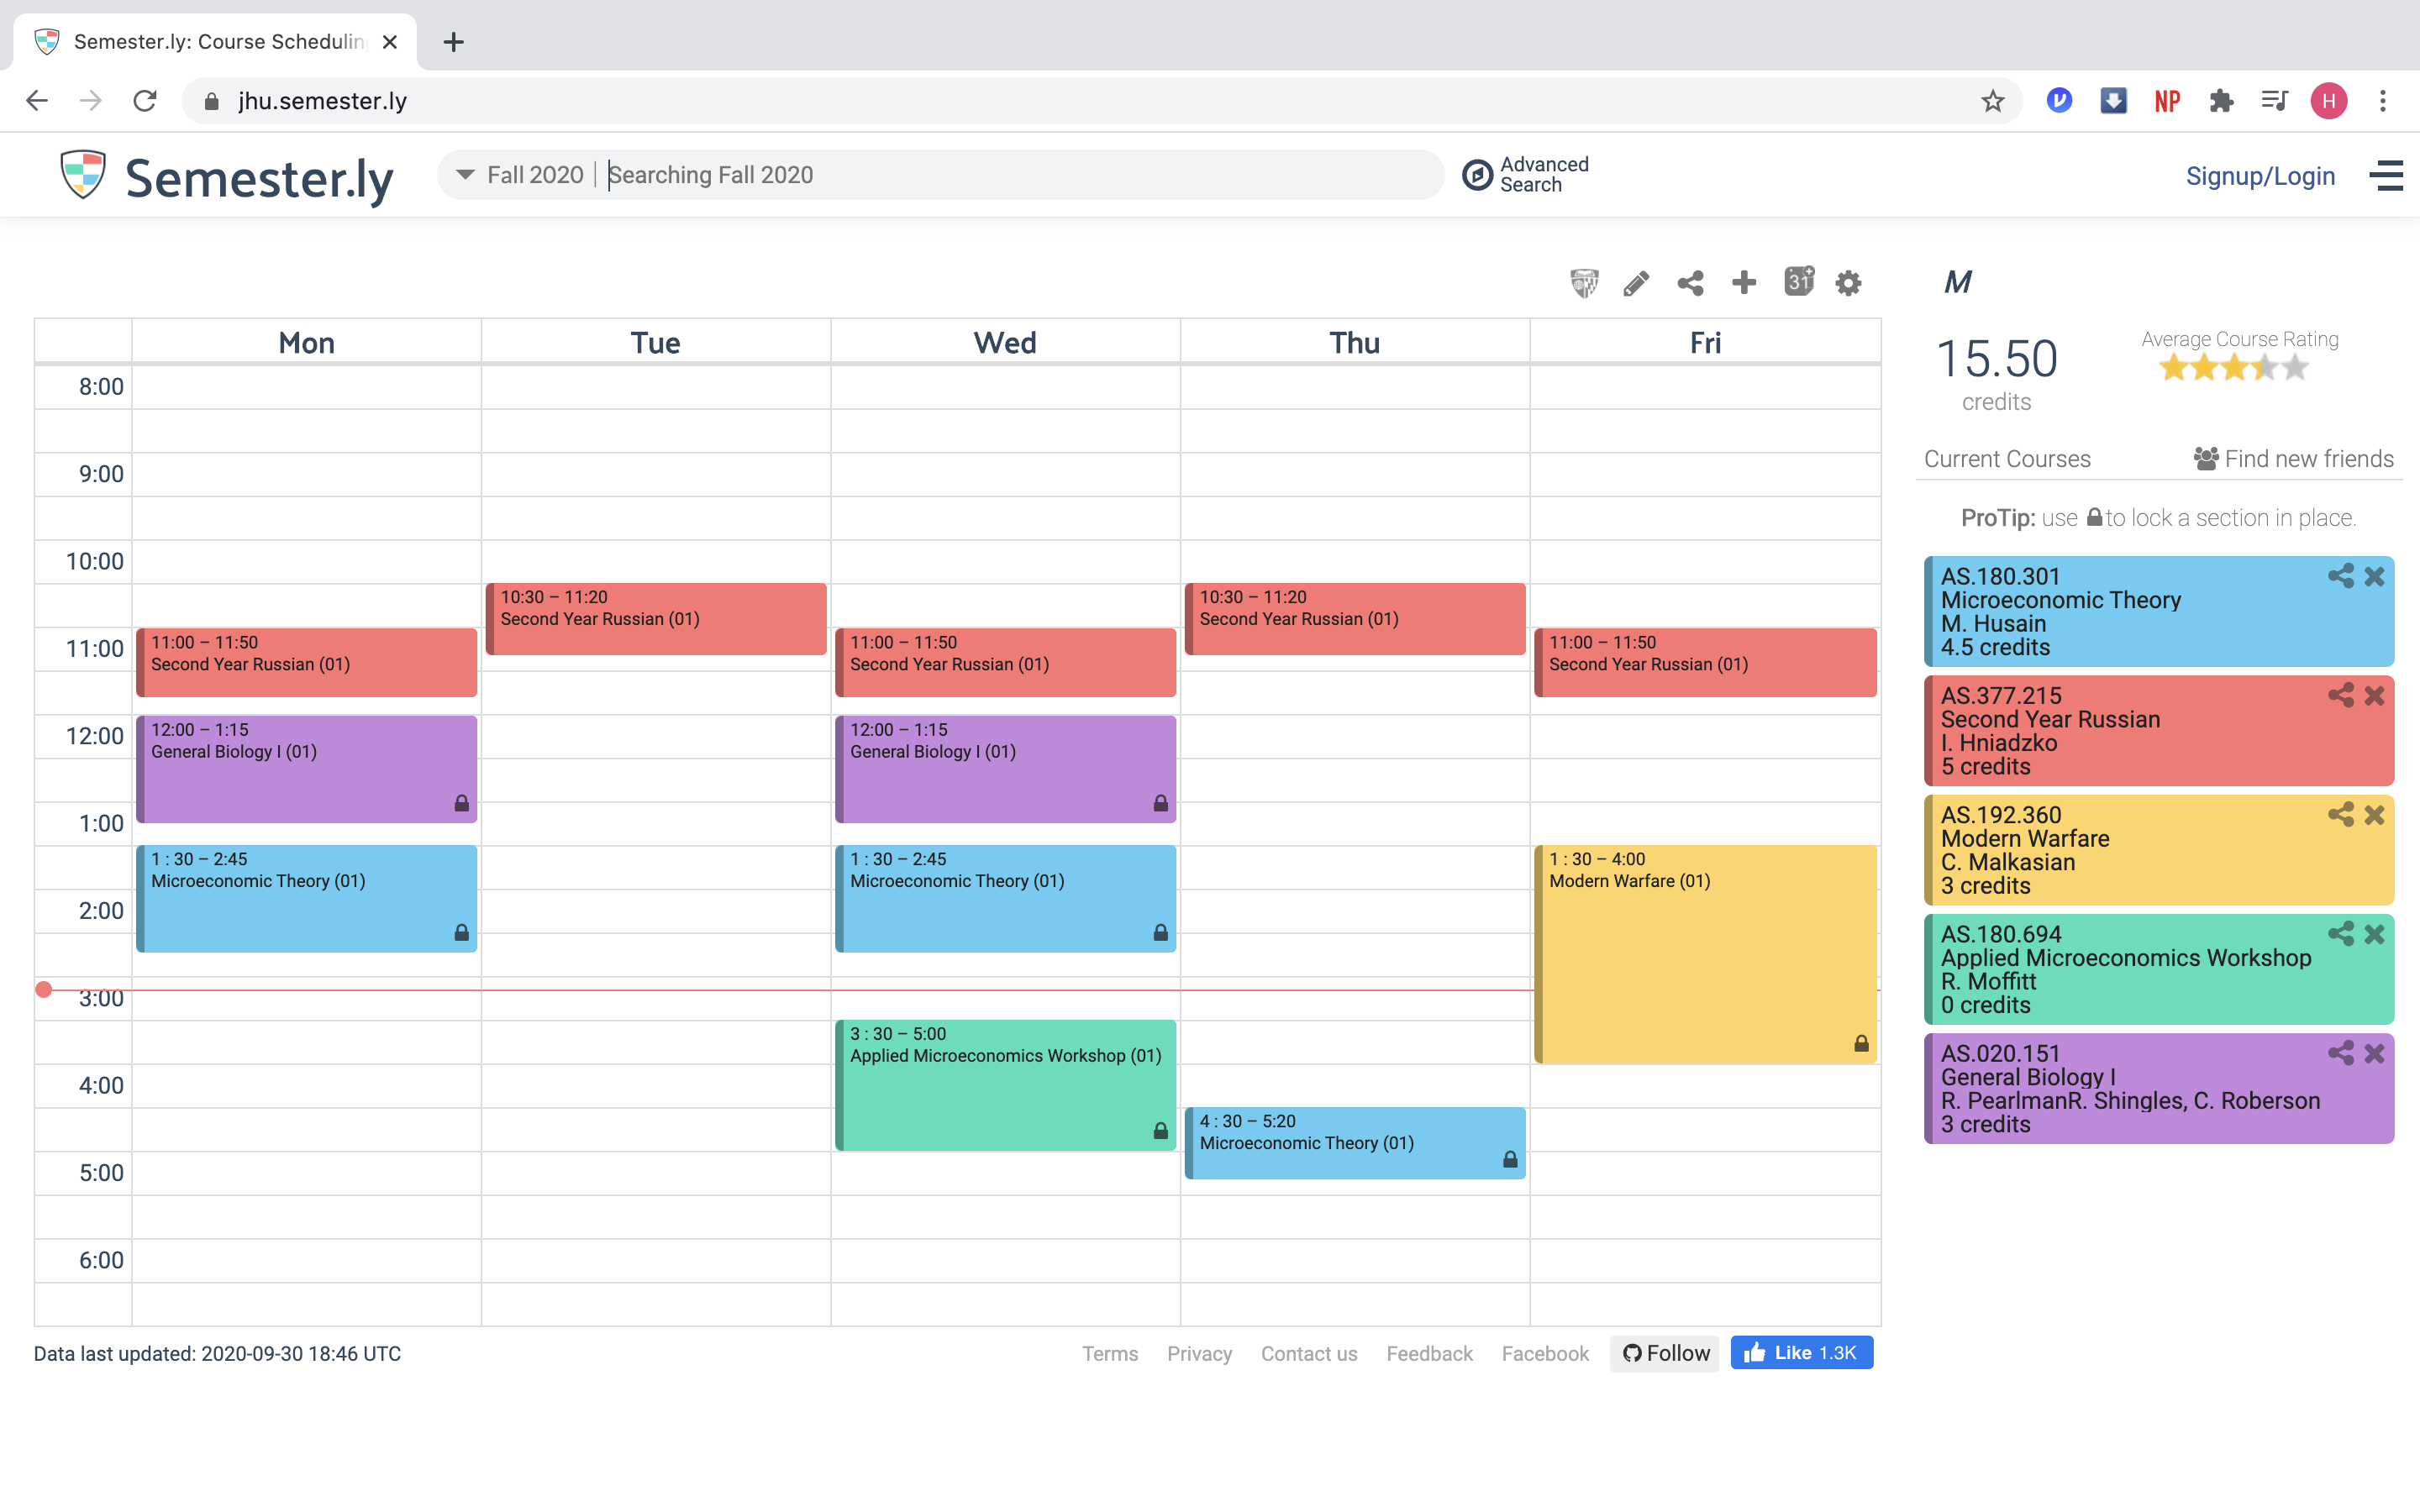 Semester.ly: Course Schedulin
jhu.semester.ly
NP
H
Semester.ly
Fall 2020 | Searching Fall 2020
Advanced
Search
Signup/Login
31
M
Mon Tue Wed Thu Fri
15.50
credits
Average Course Rating
Current Courses
Find new friends
ProTip: use to lock a section in place.
8:00
9:00
10:00
11:00
12:00
1:00
2:00
3:00
4:00
5:00
6:00
11:00 – 11:50
Second Year Russian (01)
12:00 – 1:15
General Biology I (01)
1 : 30 – 2:45
Microeconomic Theory (01)
10:30 – 11:20
Second Year Russian (01)
11:00 – 11:50
Second Year Russian (01)
12:00 – 1:15
General Biology I (01)
1 : 30 – 2:45
Microeconomic Theory (01)
3 : 30 – 5:00
Applied Microeconomics Workshop (01)
10:30 – 11:20
Second Year Russian (01)
4 : 30 – 5:20
Microeconomic Theory (01)
11:00 – 11:50
Second Year Russian (01)
1 : 30 – 4:00
Modern Warfare (01)
AS.180.301
Microeconomic Theory
M. Husain
4.5 credits
AS.377.215
Second Year Russian
I. Hniadzko
5 credits
AS.192.360
Modern Warfare
C. Malkasian
3 credits
AS.180.694
Applied Microeconomics Workshop
R. Moffitt
0 credits
AS.020.151
General Biology I
R. PearlmanR. Shingles, C. Roberson
3 credits
Data last updated: 2020-09-30 18:46 UTC
Terms Privacy Contact us Feedback Facebook Follow Like 1.3K